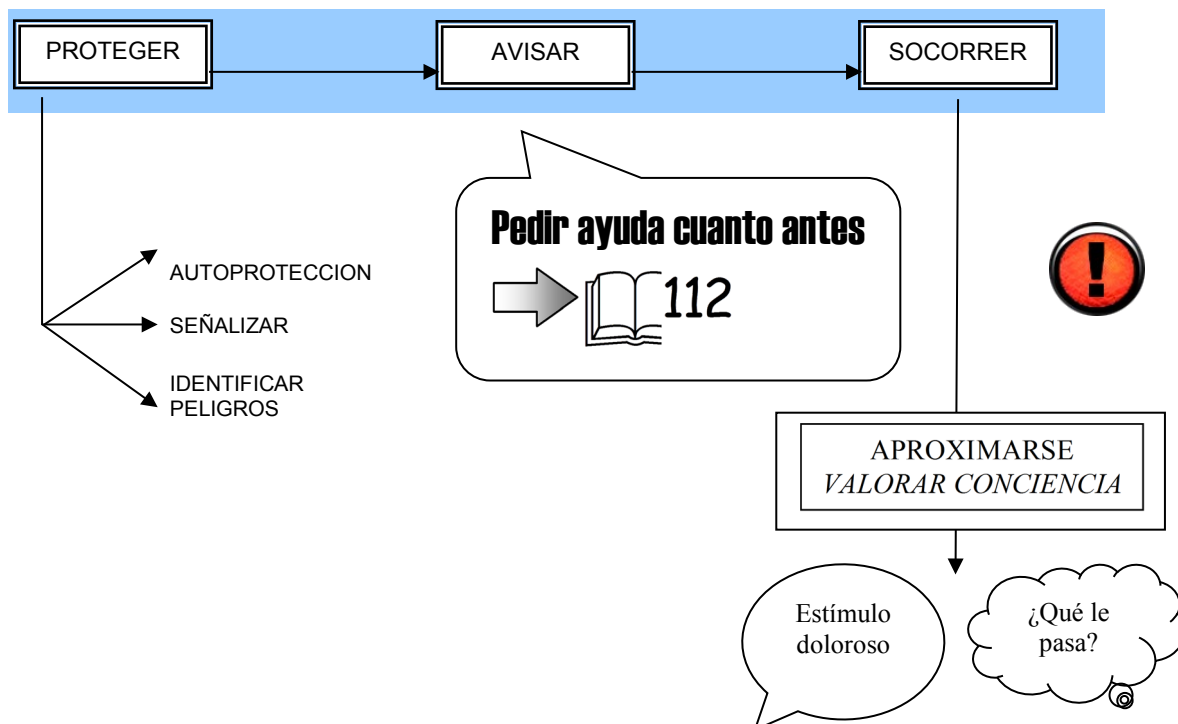 PROTEGER
AVISAR
SOCORRER
Pedir ayuda cuanto antes
112
AUTOPROTECCION
SEÑALIZAR
IDENTIFICAR
PELIGROS
!
APROXIMARSE
VALORAR CONCIENCIA
Estímulo
doloroso
¿Qué le
pasa?